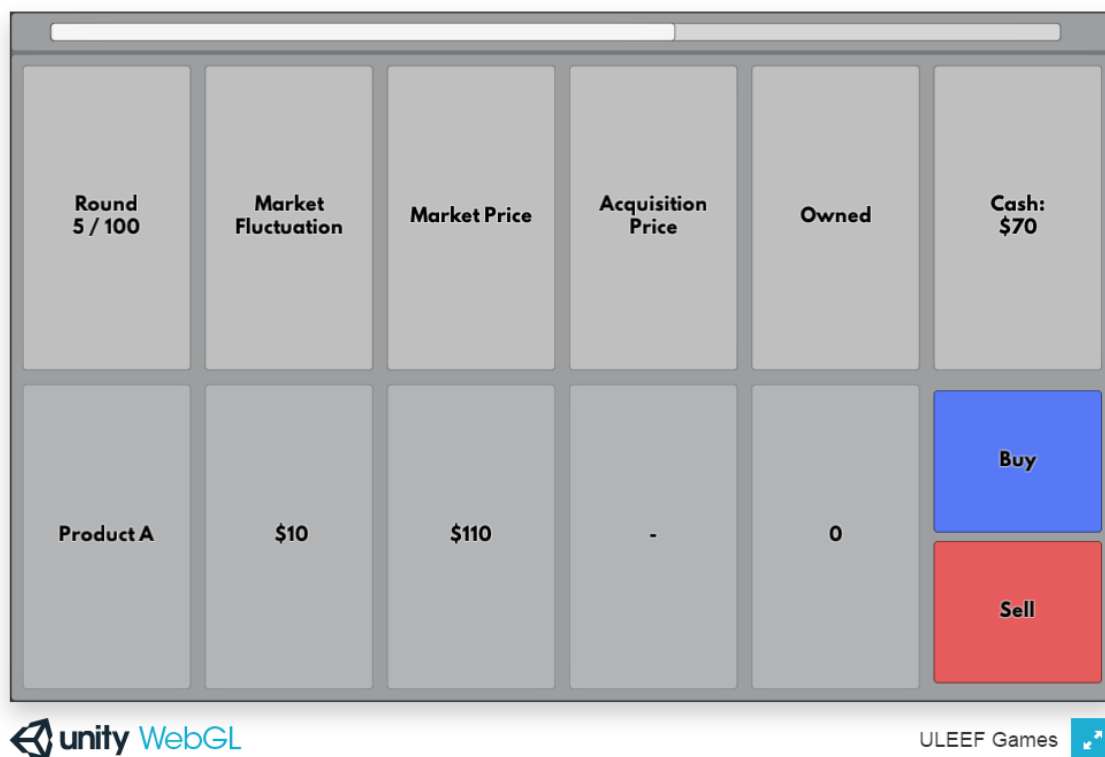 Round
5 / 100
Market
Fluctuation
Market Price
Acquisition
Price
Owned
Cash:
$70
Product A
$10
$110
-
0
Buy
Sell
unity WebGL
ULEEF Games